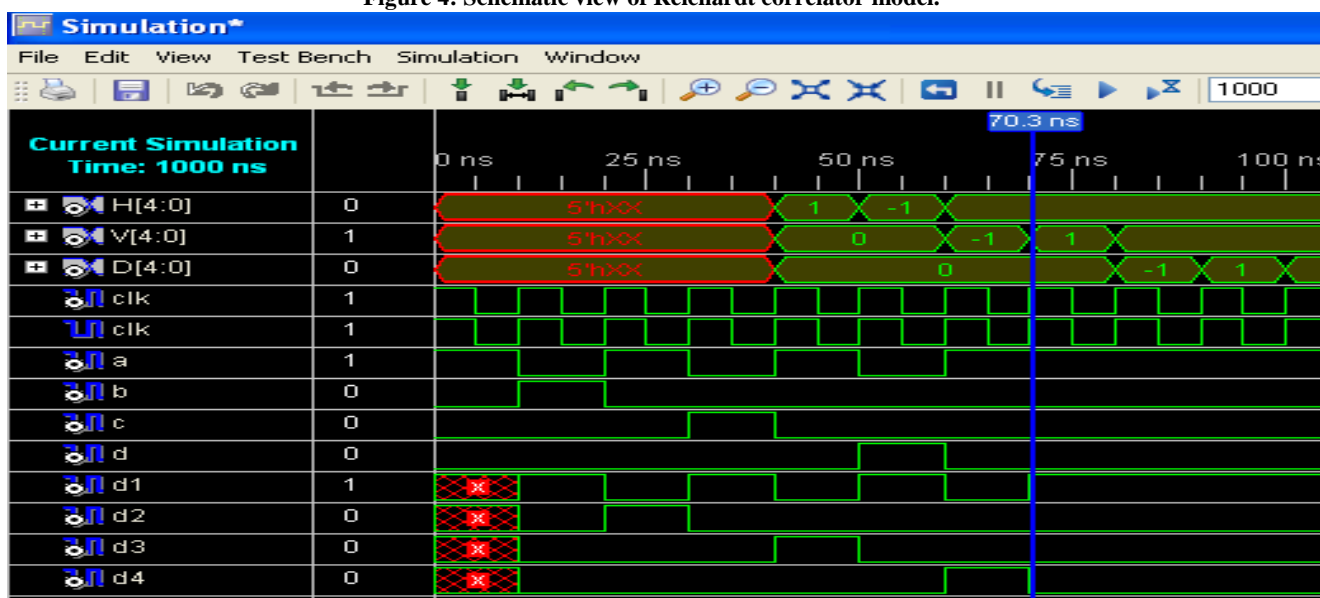 Figure 4: Schematic view of Reichardt correlator model.
Simulation*
File Edit View Test Bench Simulation Window
1000
70.3 ns
Current Simulation
Time: 1000 ns
0 ns 25 ns 50 ns 75 ns 100 ns
H[4:0] 0 5'hXX 1 -1
V[4:0] 1 5'hXX 0 -1 1
D[4:0] 0 5'hXX 0 -1 1
clk 1
clk 1
a 1
b 0
c 0
d 0
d1 1 X
d2 0 X
d3 0 X
d4 0 X